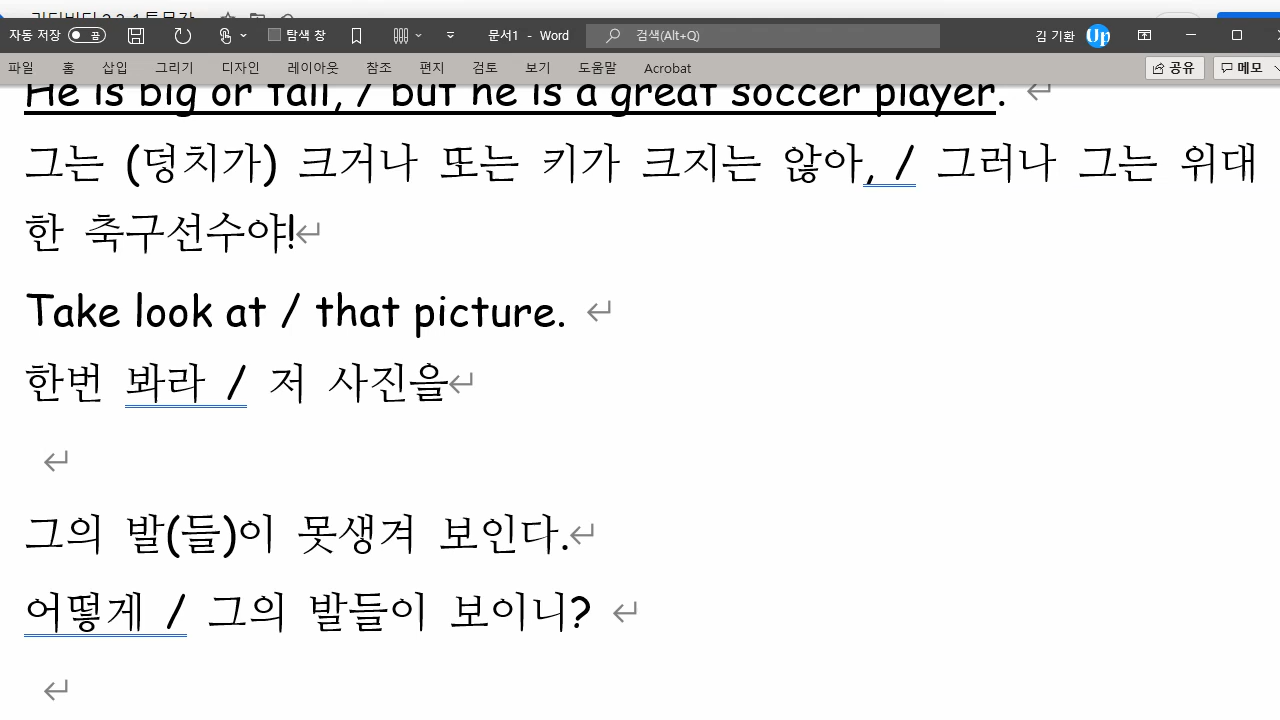 자동 저장 끔 탐색 창 문서1 - Word 검색(Alt+Q) 김 기환 Up
파일 홈 삽입 그리기 디자인 레이아웃 참조 편지 검토 보기 도움말 Acrobat 공유 메모
He is big or tall, / but he is a great soccer player.
그는 (덩치가) 크거나 또는 키가 크지는 않아, / 그러나 그는 위대
한 축구선수야!
Take look at / that picture.
한번 봐라 / 저 사진을
그의 발(들)이 못생겨 보인다.
어떻게 / 그의 발들이 보이니?